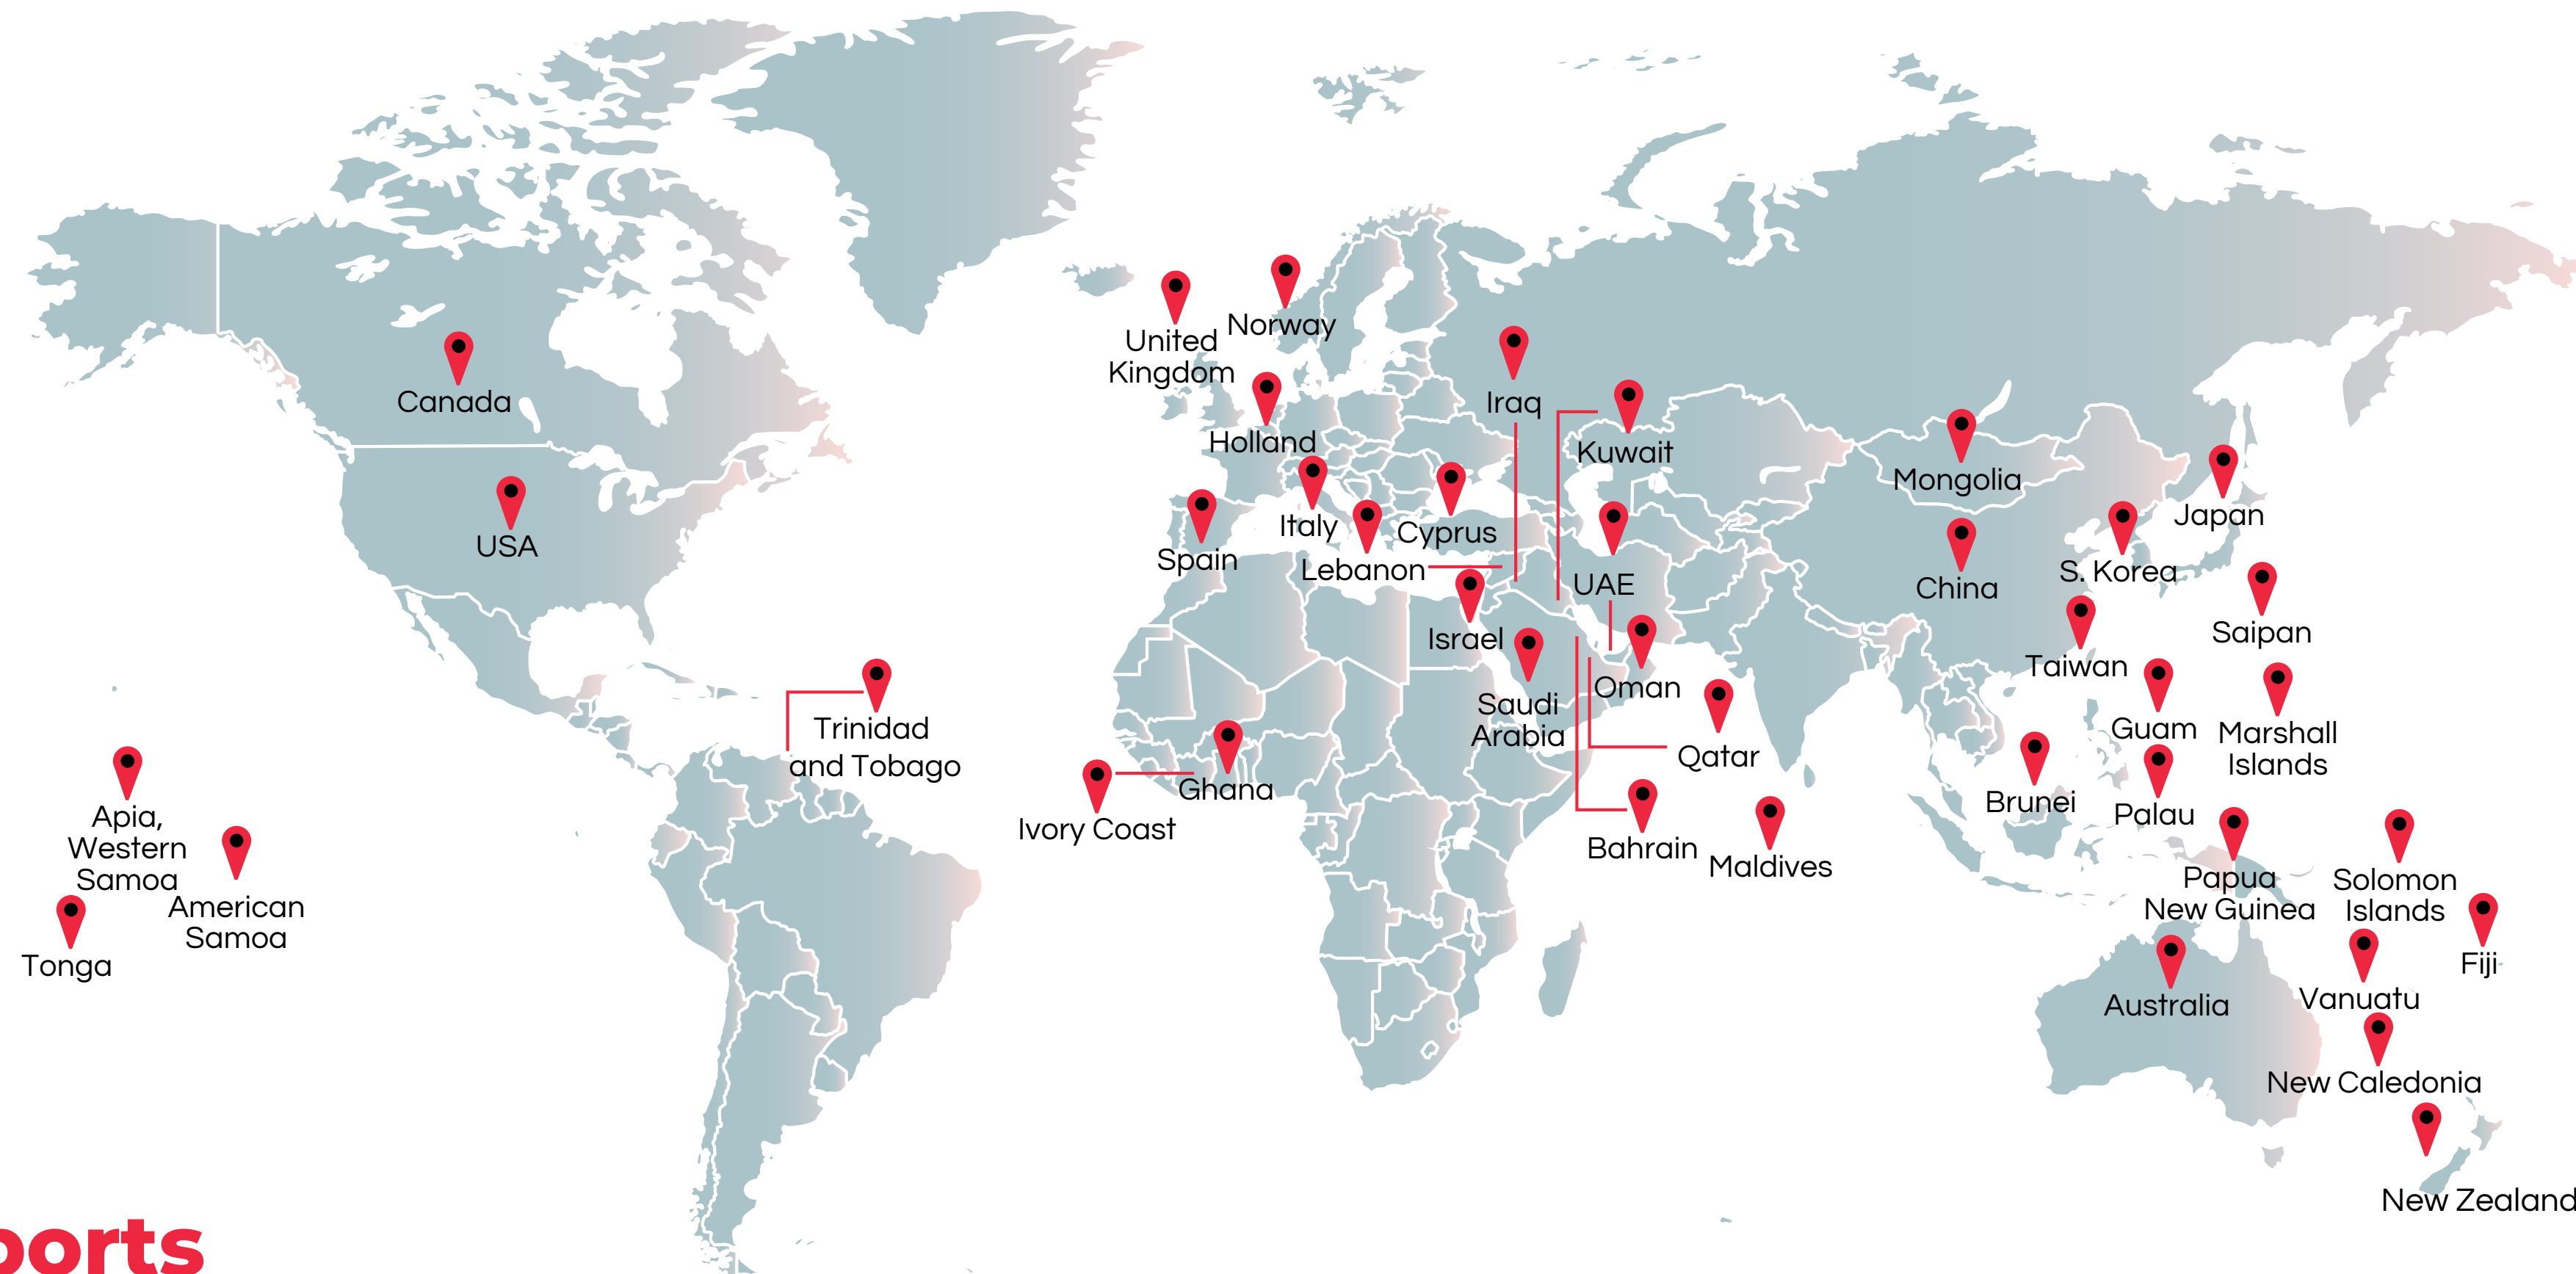 United
Kingdom
Norway
Iraq
Canada
Holland
Kuwait
Mongolia
USA
Spain
Italy
Cyprus
Lebanon
UAE
China
S. Korea
Japan
Israel
Saipan
Taiwan
Saudi
Arabia
Oman
Trinidad
and Tobago
Guam
Marshall
Islands
Qatar
Ghana
Ivory Coast
Brunei
Palau
Bahrain
Maldives
Apia,
Western
Samoa
American
Samoa
Papua
New Guinea
Solomon
Islands
Tonga
Fiji
Australia
Vanuatu
New Caledonia
New Zealand
ports